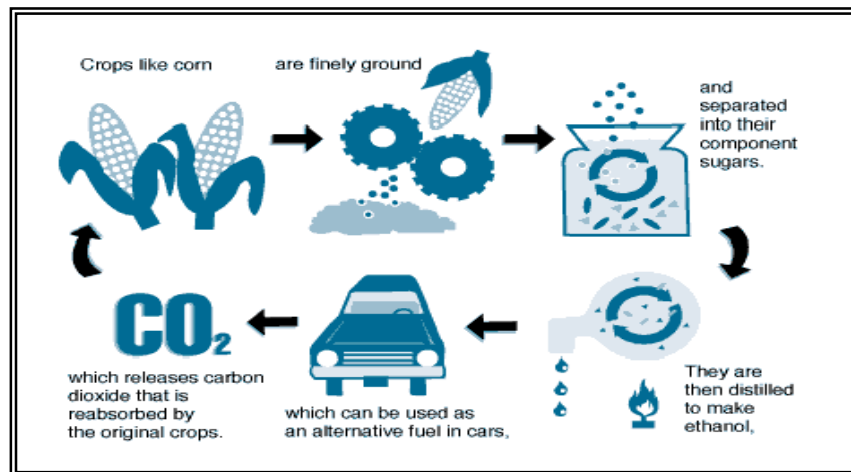 Crops like corn
are finely ground
and
separated
into their
component
sugars.
They are
then distilled
to make
ethanol,
which can be used as
an alternative fuel in cars,
CO2
which releases carbon
dioxide that is
reabsorbed by
the original crops.